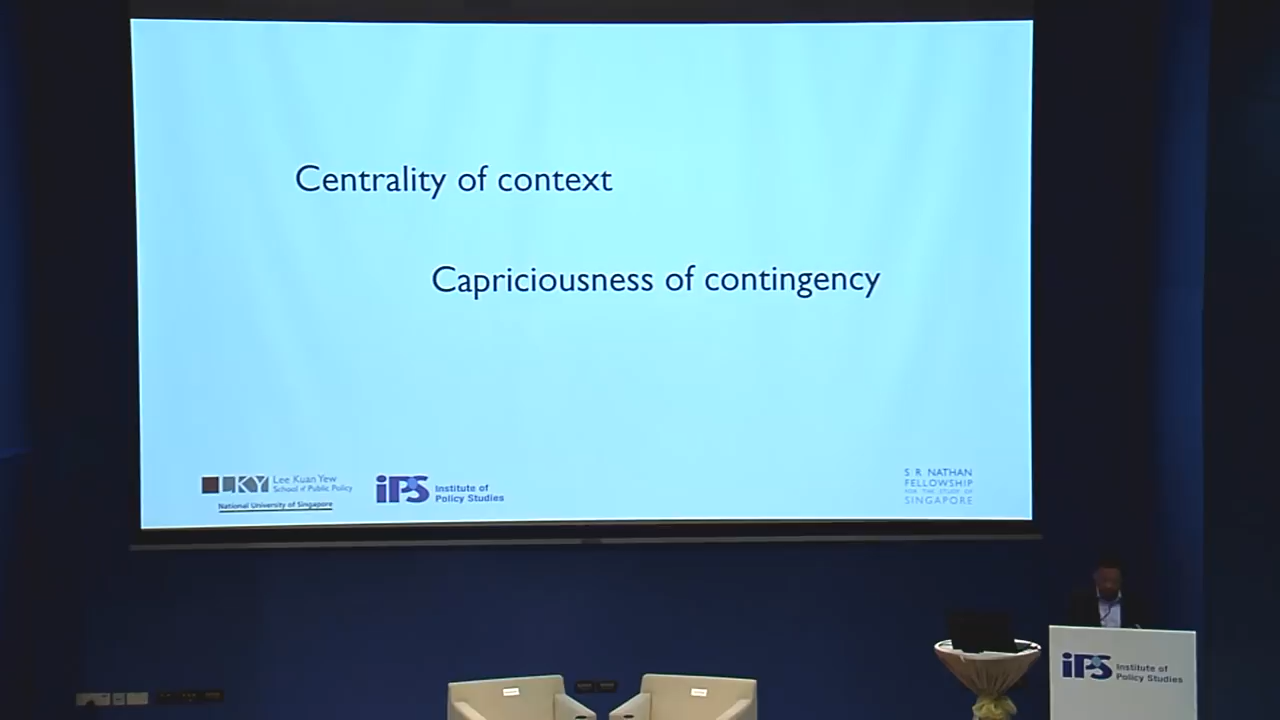 Centrality of context
Capriciousness of contingency
LKY Lee Kuan Yew
School of Public Policy
National University of Singapore
iPS Institute of
Policy Studies
S R NATHAN
FELLOWSHIP
FOR THE STUDY OF
SINGAPORE
iPS Institute of
Policy Studies